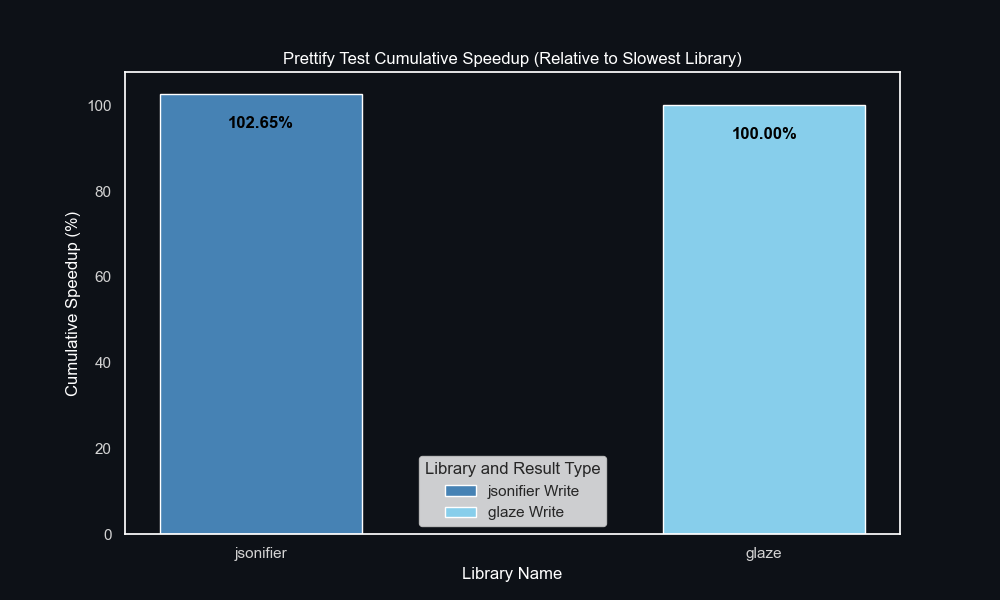 Prettify Test Cumulative Speedup (Relative to Slowest Library)
Cumulative Speedup (%)
100
80
60
40
20
0
102.65%
100.00%
Library and Result Type
jsonifier Write
glaze Write
jsonifier
glaze
Library Name